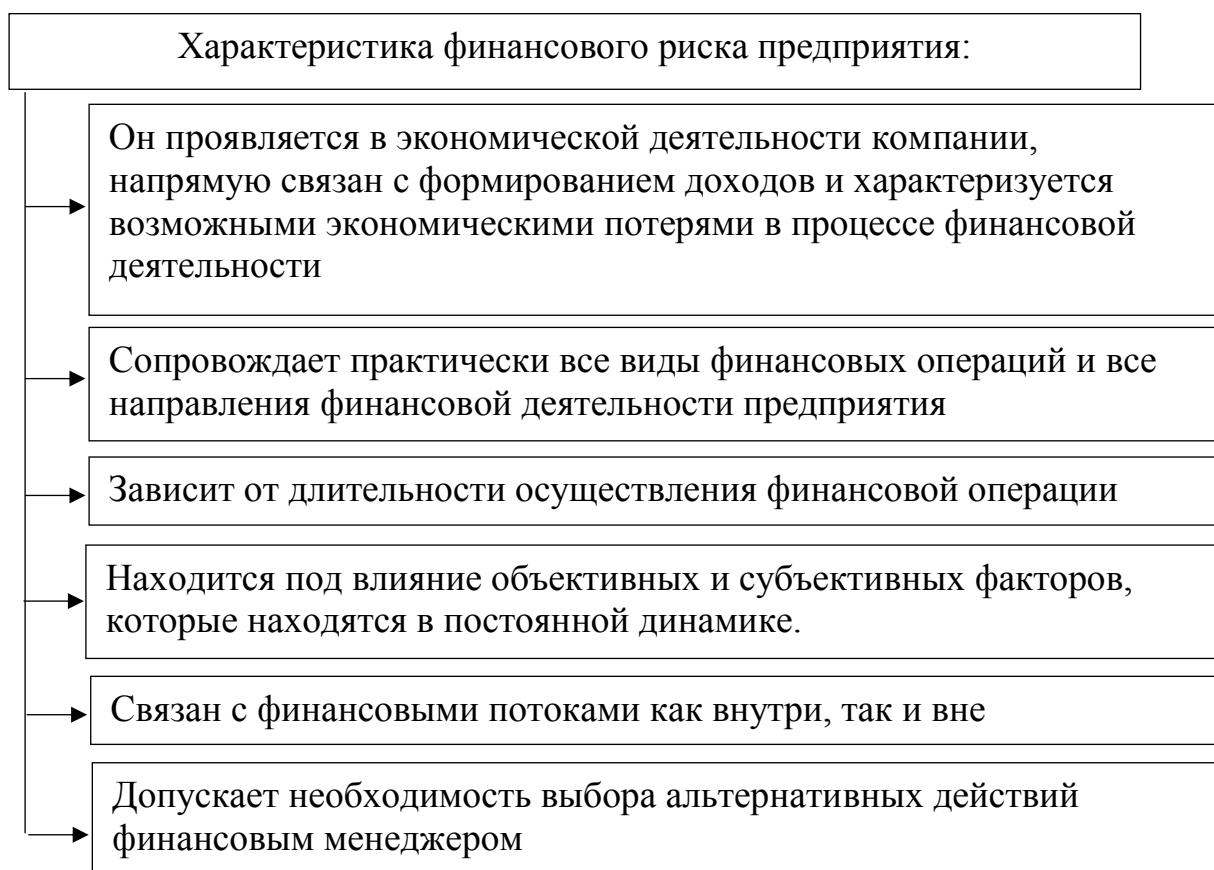 Характеристика финансового риска предприятия:
Он проявляется в экономической деятельности компании,
напрямую связан с формированием доходов и характеризуется
возможными экономическими потерями в процессе финансовой
деятельности
Сопровождает практически все виды финансовых операций и все
направления финансовой деятельности предприятия
Зависит от длительности осуществления финансовой операции
Находится под влияние объективных и субъективных факторов,
которые находятся в постоянной динамике.
Связан с финансовыми потоками как внутри, так и вне
Допускает необходимость выбора альтернативных действий
финансовым менеджером